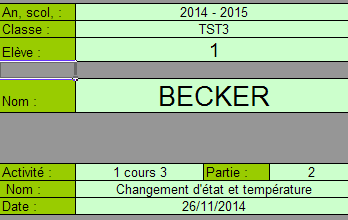 An, scol, : 2014 - 2015
Classe : TST3
Elève : 1
Nom : BECKER
Activité : 1 cours 3 Partie : 2
Nom : Changement d'état et température
Date : 26/11/2014